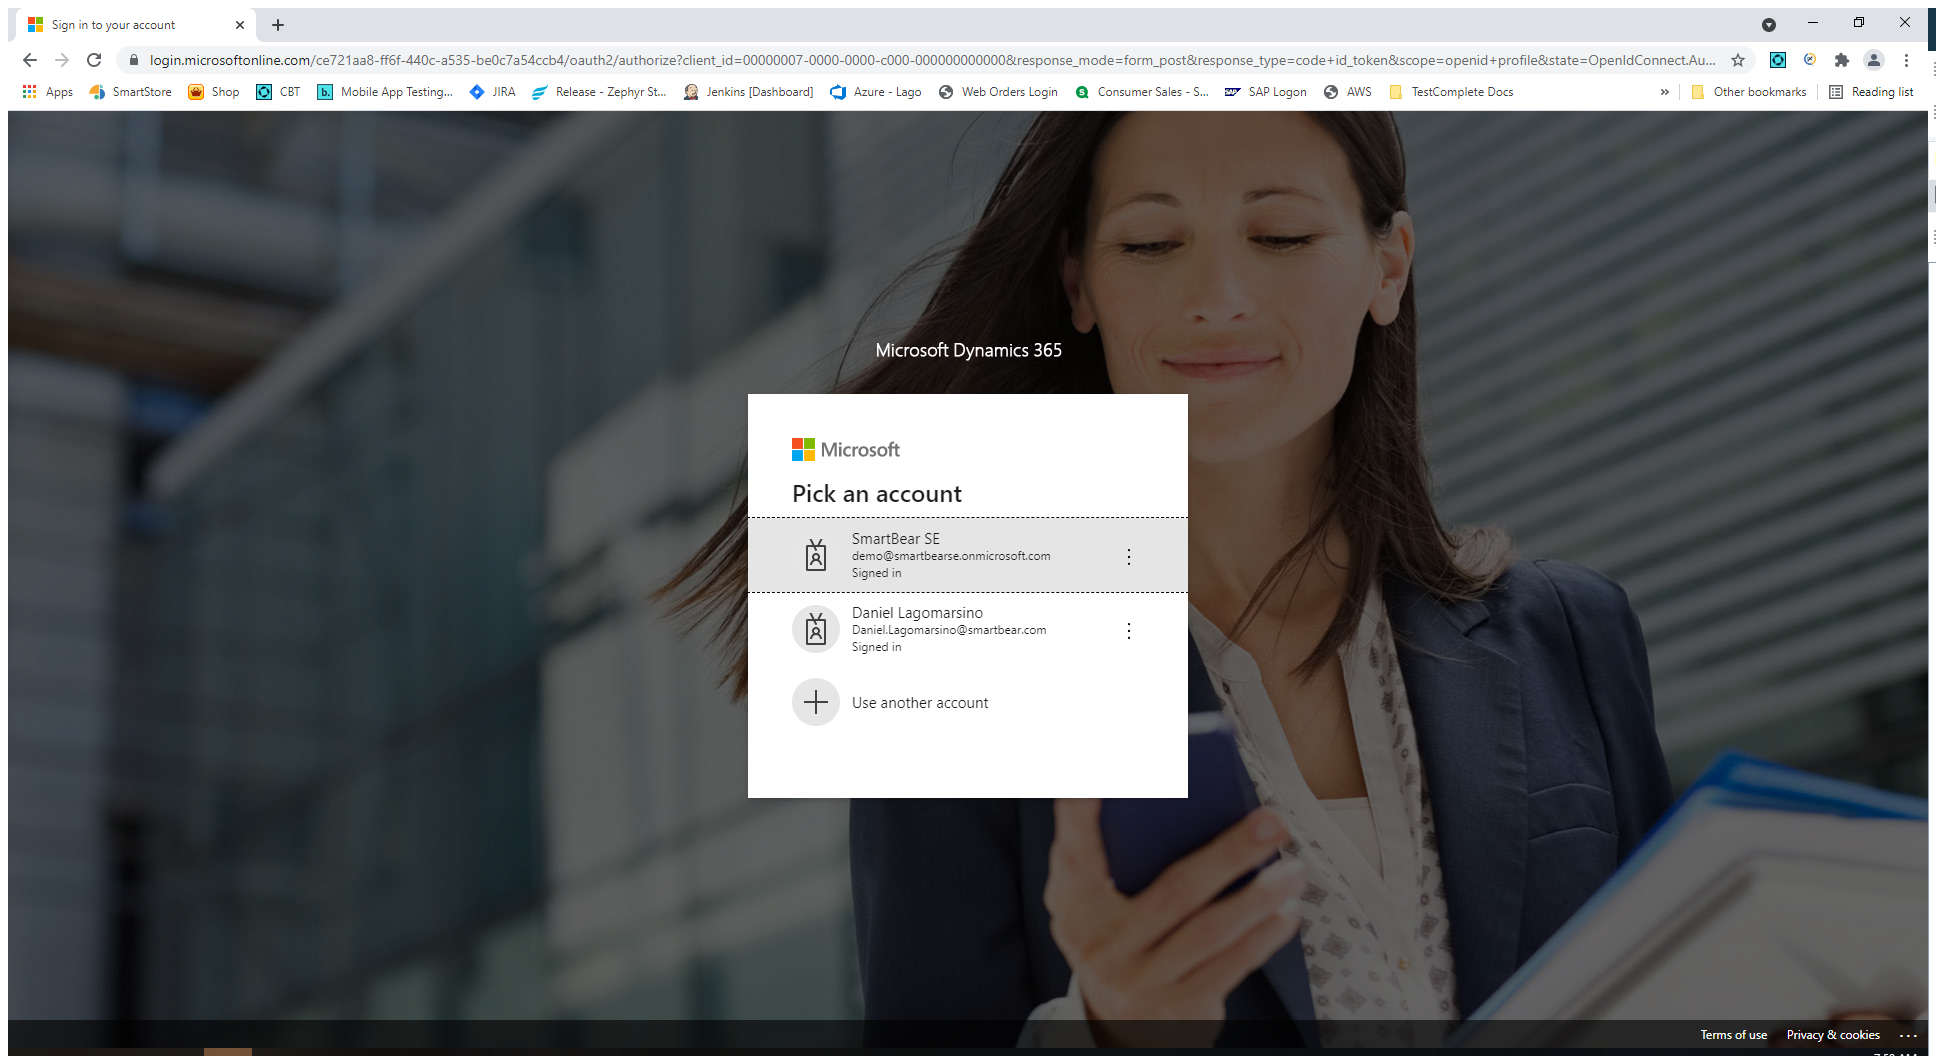 Sign in to your account
login.microsoftonline.com/ce721aa8-ff6f-440c-a535-be0c7a54ccb4/oauth2/authorize?client_id=00000007-0000-0000-c000-000000000000&response_mode=form_post&response_type=code+id_token&scope=openid+profile&state=OpenIdConnect.Au...
Apps SmartStore Shop CBT b. Mobile App Testing... JIRA Release - Zephyr St... Jenkins [Dashboard] Azure - Lago Web Orders Login Consumer Sales - S... SAP Logon AWS TestComplete Docs » Other bookmarks Reading list
Microsoft Dynamics 365
Microsoft
Pick an account
SmartBear SE
demo@smartbearse.onmicrosoft.com
Signed in
Daniel Lagomarsino
Daniel.Lagomarsino@smartbear.com
Signed in
Use another account
Terms of use Privacy & cookies ...